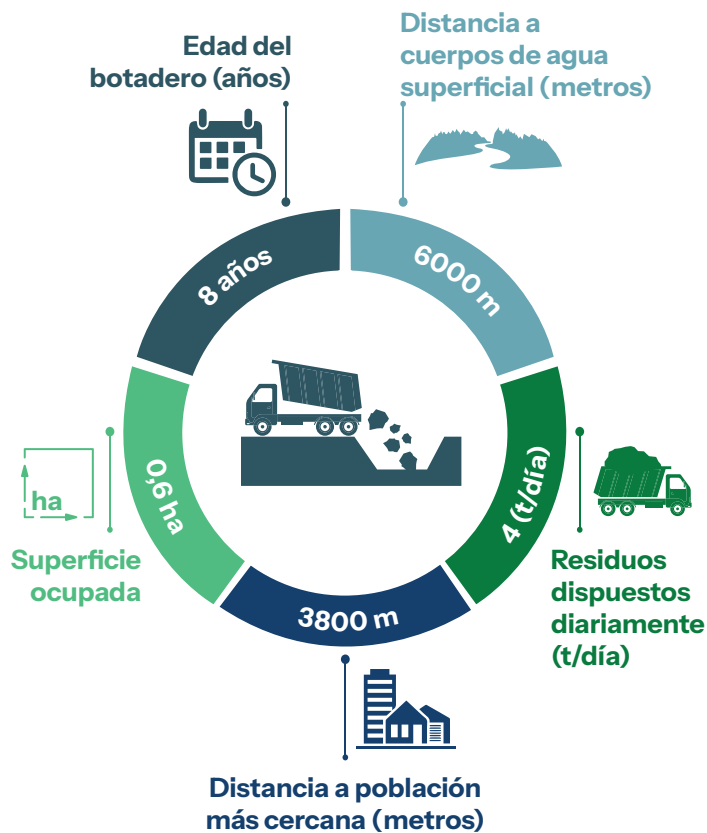 Edad del
botadero (años)
Distancia a
cuerpos de agua
superficial (metros)
8 años
6000 m
0,6 ha
4 (t/día)
3800 m
ha
Superficie
ocupada
Residuos
dispuestos
diariamente
(t/día)
Distancia a población
más cercana (metros)